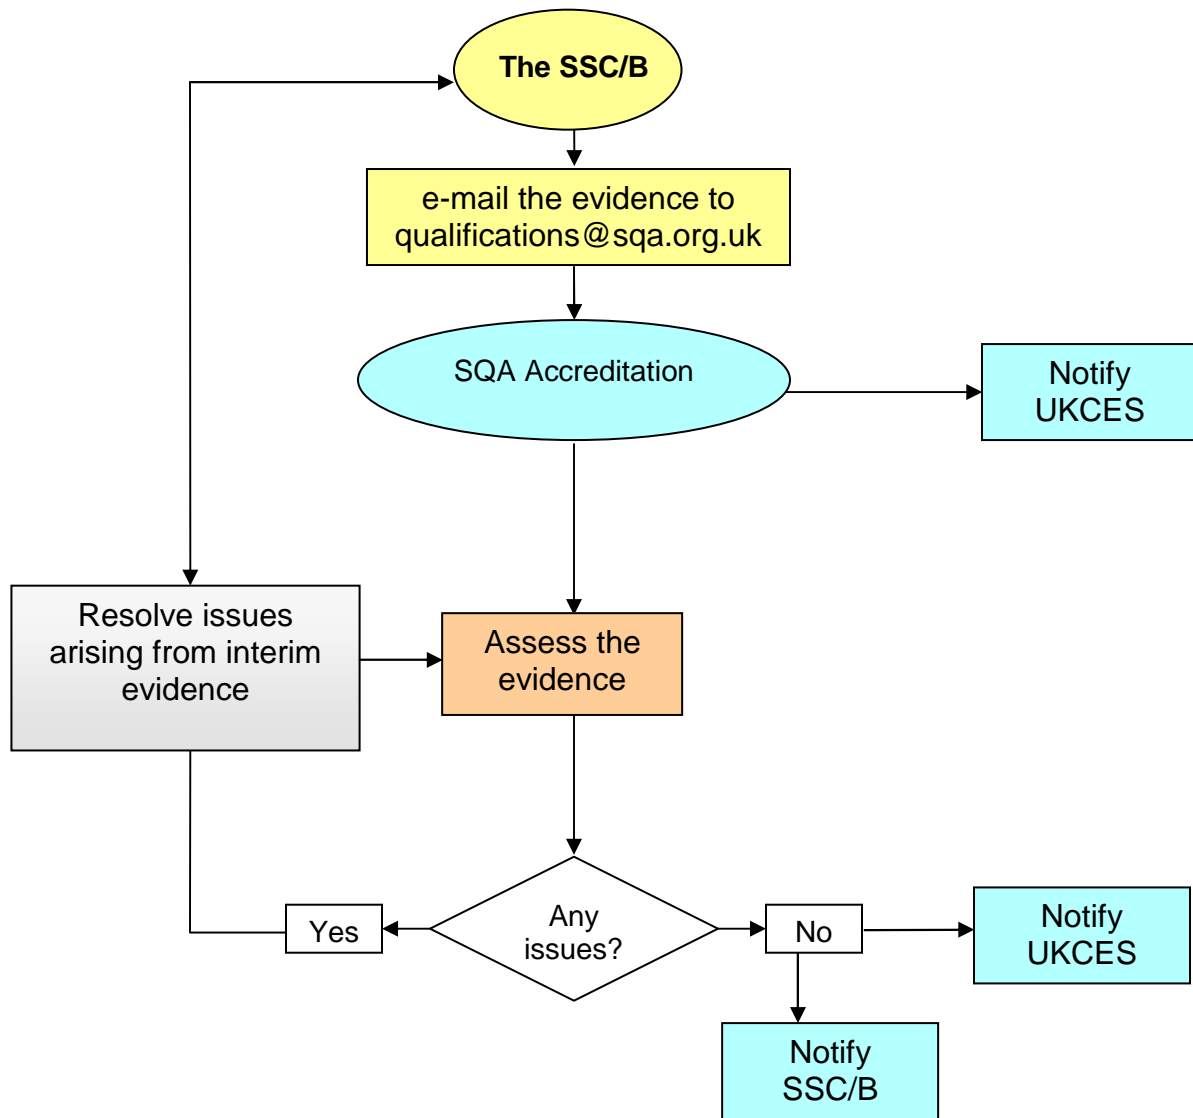 The SSC/B
e-mail the evidence to
qualifications@sqa.org.uk
SQA Accreditation
Notify
UKCES
Resolve issues
arising from interim
evidence
Assess the
evidence
Any
issues?
Yes
No
Notify
UKCES
Notify
SSC/B